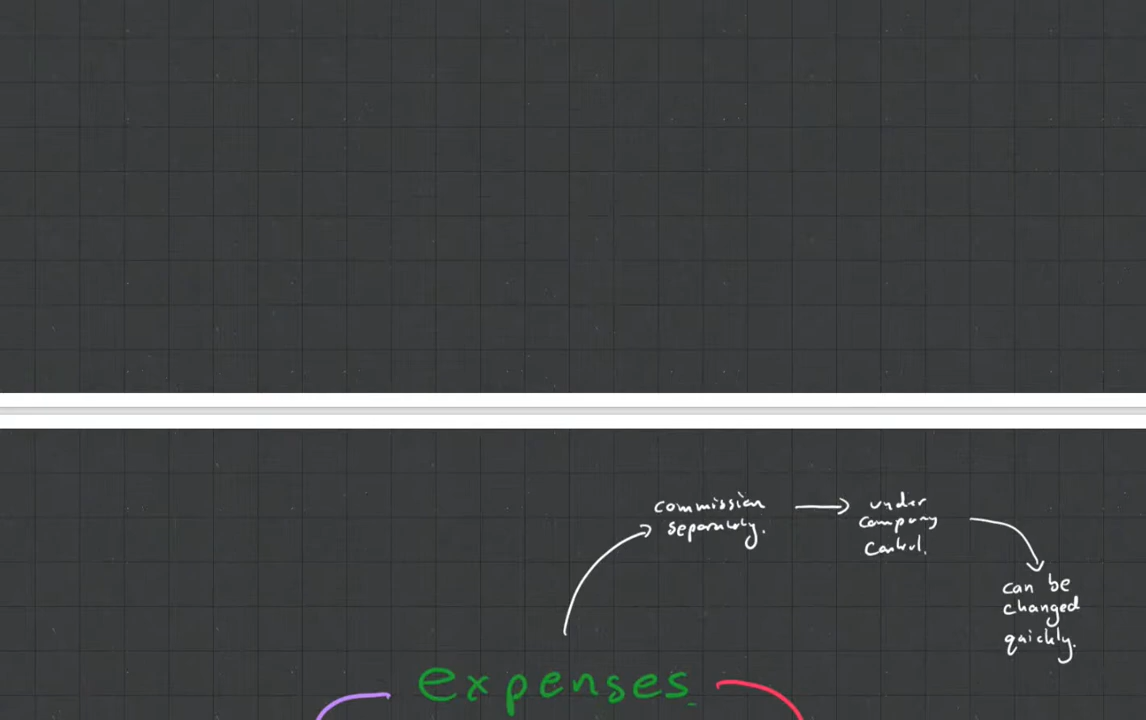 commission
separately.
under
company
control.
can be
changed
quickly.
expenses.